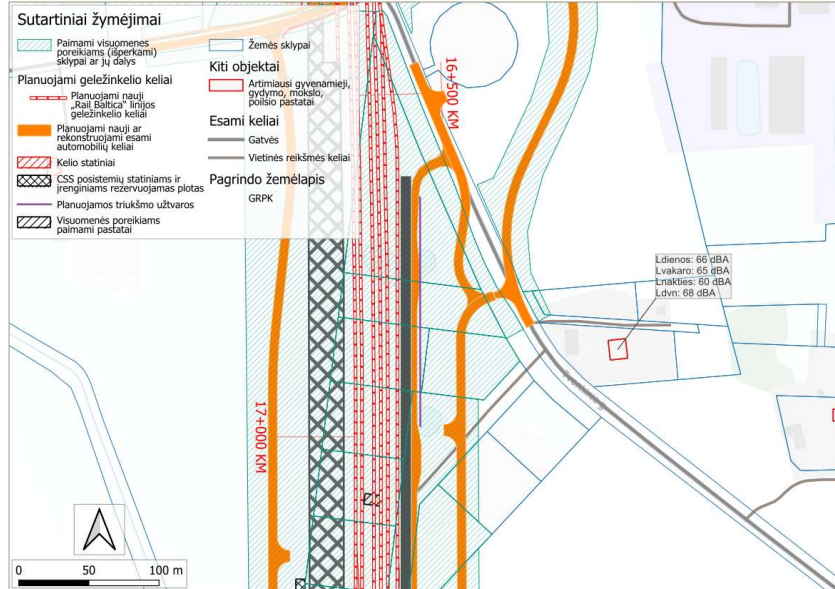 Sutartiniai žymėjimai
Paimami visuomenes
poreikiams (išperkami)
sklypai ar jų dalys
Planuojami geležinkelio keliai
Planuojami nauji
„Rail Baltica" linijos
geležinkelio keliai
Planuojami nauji ar
rekonstruojami esami
automobilių keliai
Kelio statiniai
CSS posistemių statiniams ir
įrenginiams rezervuojamas plotas
Planuojamos triukšmo užtvaros
Visuomenės poreikiams
paimami pastatai
Žemės sklypai
Kiti objektai
Artimiausi gyvenamieji,
gydymo, mokslo,
poilsio pastatai
Esami keliai
Gatvės
Vietinės reikšmės keliai
Pagrindo žemėlapis
GRPK
16+500 KM
Ldienos: 66 dBA
Lvakaro: 65 dBA
Lnakties: 60 dBA
Ldvn: 68 dBA
17+000 KM
0 50 100 m